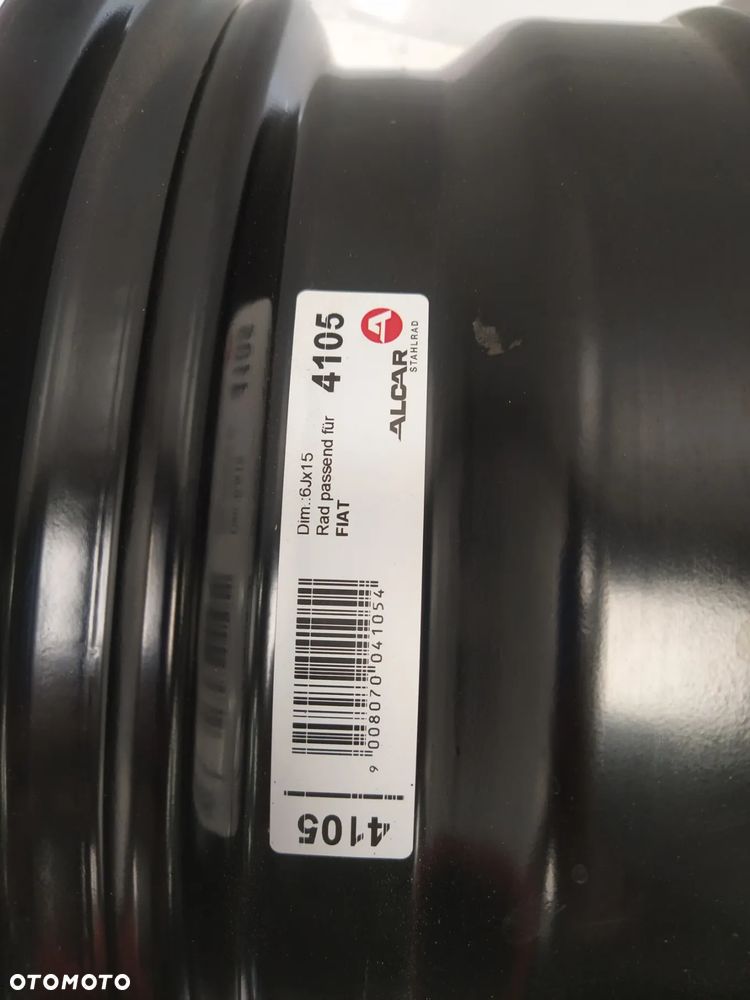 Dim.:6Jx15
Rad passend für 4105
FIAT
A
ALCAR
STAHLRAD
9 008070 041054
4105
OTOMOTO